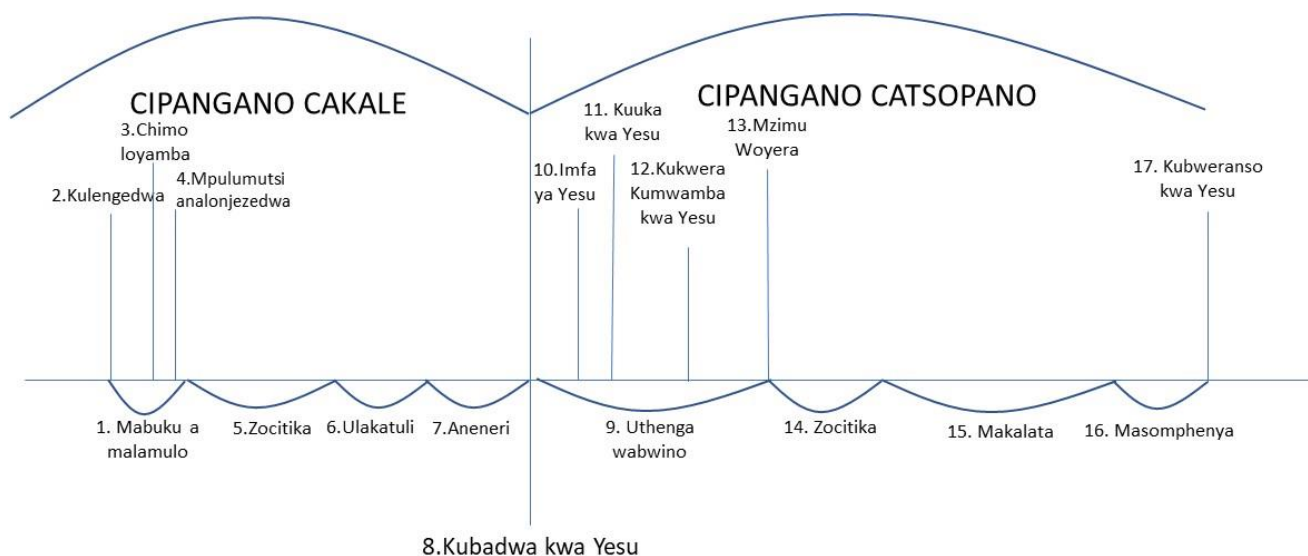 CIPANGANO CAKALE
CIPANGANO CATSOPANO
3.Chimo
loyamba
2.Kulengedwa
4.Mpulumutsi
analonjezedwa
11. Kuuka
kwa Yesu
10.Imfa
ya Yesu
12.Kukwera
Kumwamba
kwa Yesu
13.Mzimu
Woyera
17. Kubweranso
kwa Yesu
1. Mabuku a
malamulo
5.Zocitika
6.Ulakatuli
7.Aneneri
9. Uthenga
wabwino
14. Zocitika
15. Makalata
16. Masomphenya
8.Kubadwa kwa Yesu